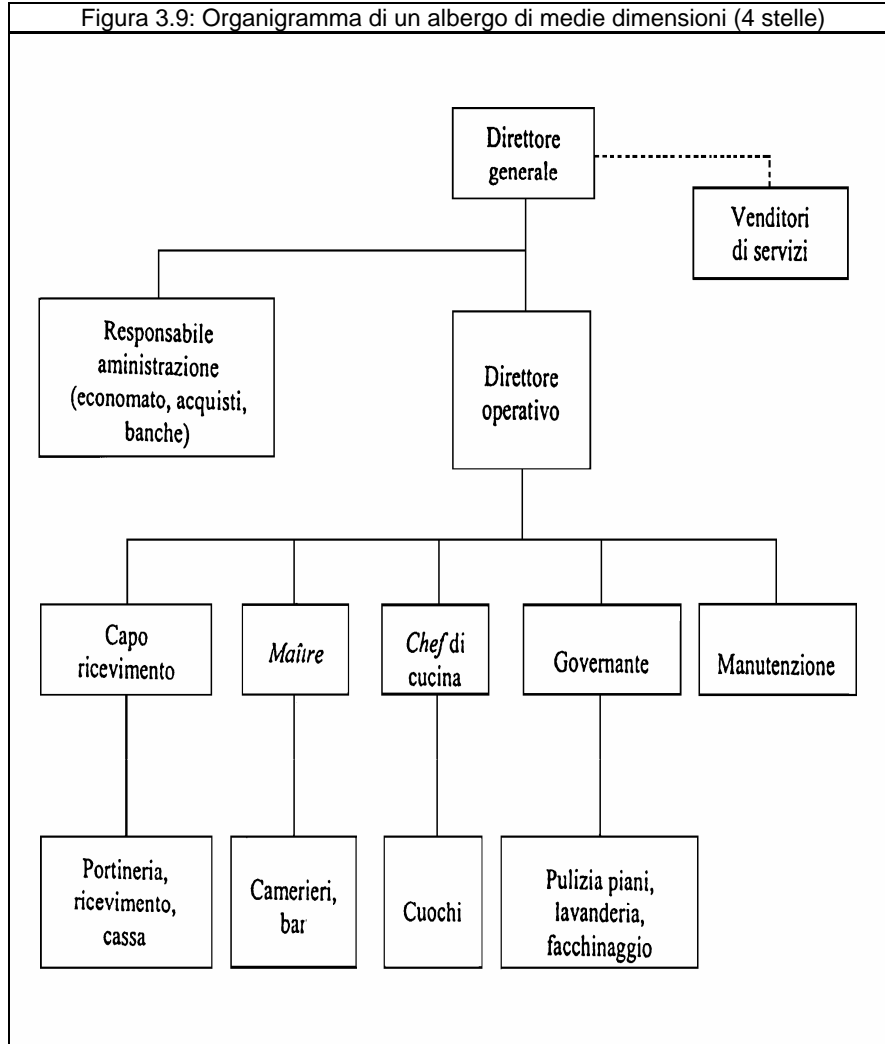 Figura 3.9: Organigramma di un albergo di medie dimensioni (4 stelle)
Direttore
generale
Venditori
di servizi
Responsabile
aministrazione
(economato, acquisti,
banche)
Direttore
operativo
Capo
ricevimento
Maître
Chef di
cucina
Governante
Manutenzione
Portineria,
ricevimento,
cassa
Camerieri,
bar
Cuochi
Pulizia piani,
lavanderia,
facchinaggio